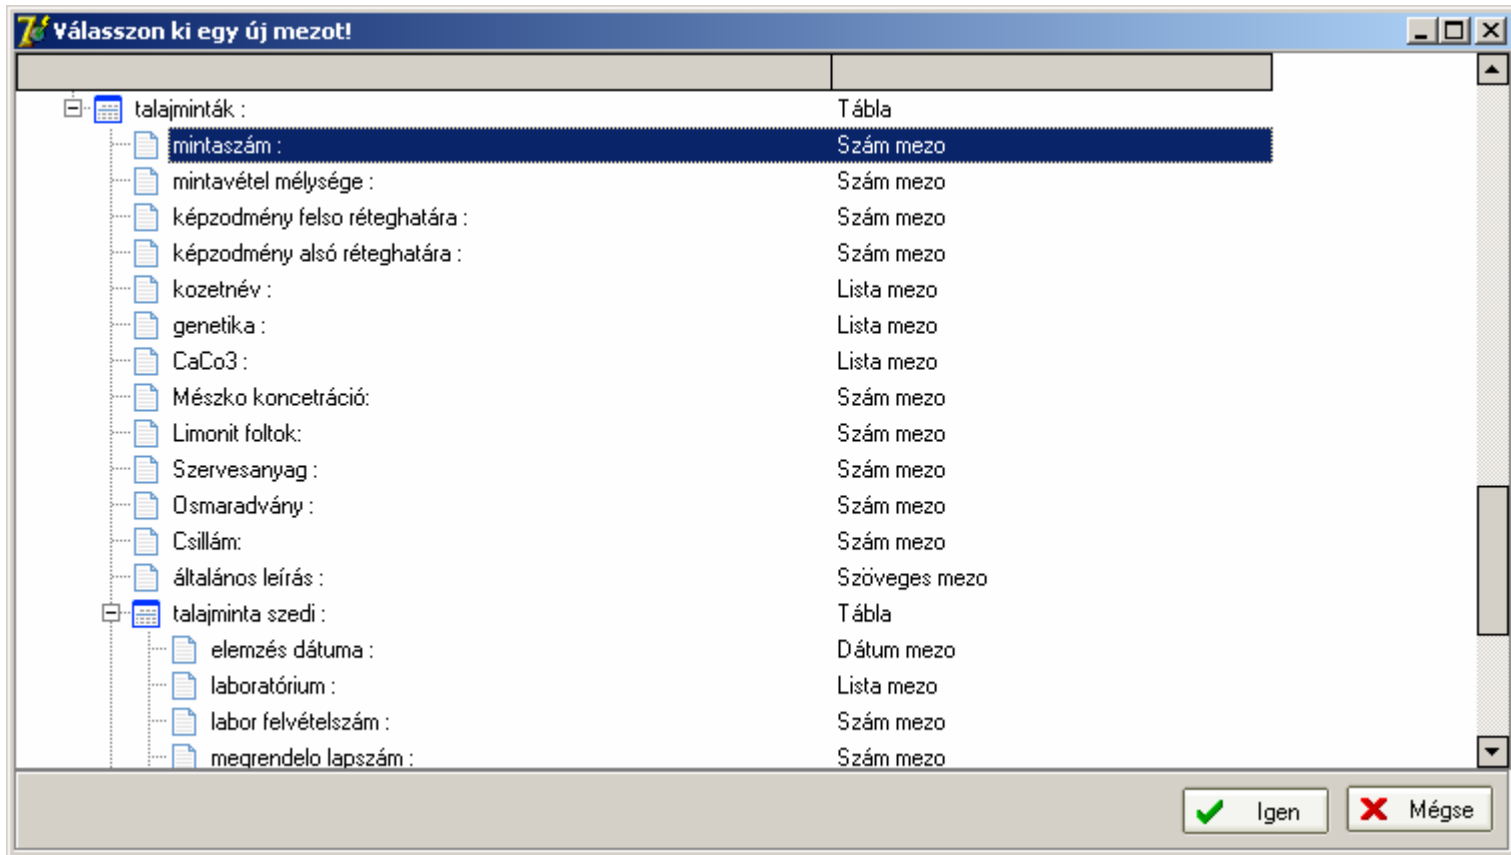 Válasszon ki egy új mezot!
talajminták : Tábla
mintaszám : Szám mezo
mintavétel mélysége : Szám mezo
képzodmény felso réteghatára : Szám mezo
képzodmény alsó réteghatára : Szám mezo
kozetnév : Lista mezo
genetika : Lista mezo
CaCo3 : Lista mezo
Mészko koncetráció: Szám mezo
Limonit foltok: Szám mezo
Szervesanyag : Szám mezo
Osmaradvány : Szám mezo
Csillám: Szám mezo
általános leírás : Szöveges mezo
talajminta szedi : Tábla
elemzés dátuma : Dátum mezo
laboratórium : Lista mezo
labor felvételszám : Szám mezo
megrendelo lapszám : Szám mezo
Igen Mégse